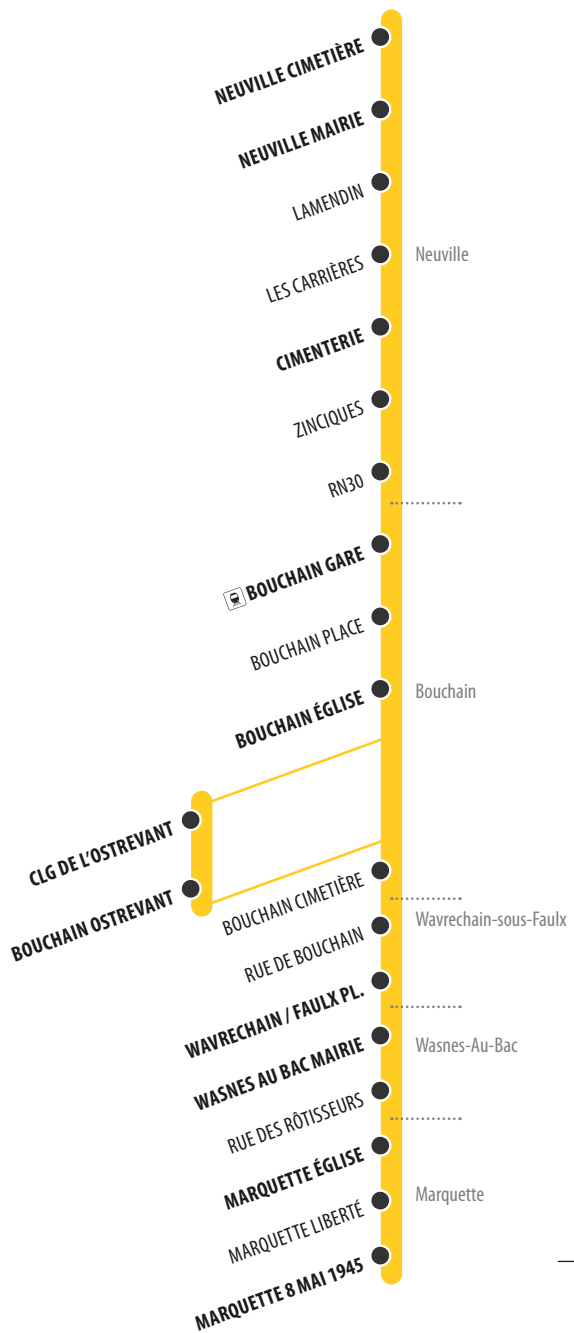 NEUVILLE CIMETIÈRE
NEUVILLE MAIRIE
LAMENDIN
LES CARRIÈRES
Neuville
CIMENTERIE
ZINCIQUES
RN30
BOUCHAIN GARE
BOUCHAIN PLACE
BOUCHAIN ÉGLISE
Bouchain
CLG DE L'OSTREVANT
BOUCHAIN OSTREVANT
BOUCHAIN CIMETIÈRE
Wavrechain-sous-Faulx
RUE DE BOUCHAIN
WAVRECHAIN / FAULX PL.
WASNES AU BAC MAIRIE
Wasnes-Au-Bac
RUE DES RÔTISSEURS
MARQUETTE ÉGLISE
Marquette
MARQUETTE LIBERTÉ
MARQUETTE 8 MAI 1945